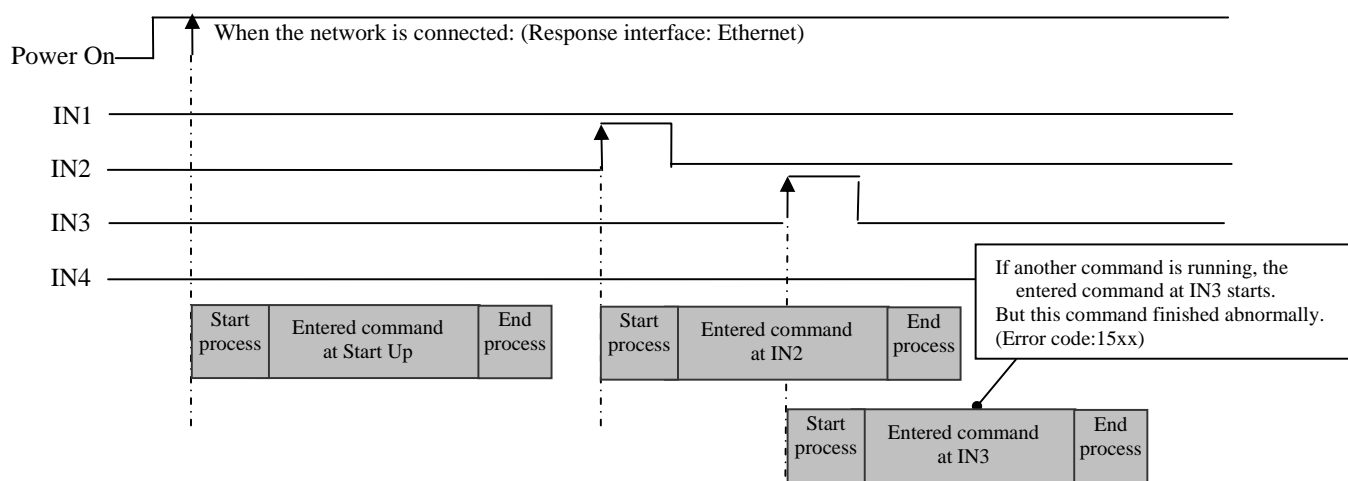 When the network is connected: (Response interface: Ethernet)
Power On
IN1
IN2
IN3
IN4
If another command is running, the
entered command at IN3 starts.
But this command finished abnormally.
(Error code:15xx)
Start
process
Entered command
at Start Up
End
process
Start
process
Entered command
at IN2
End
process
Start
process
Entered command
at IN3
End
process